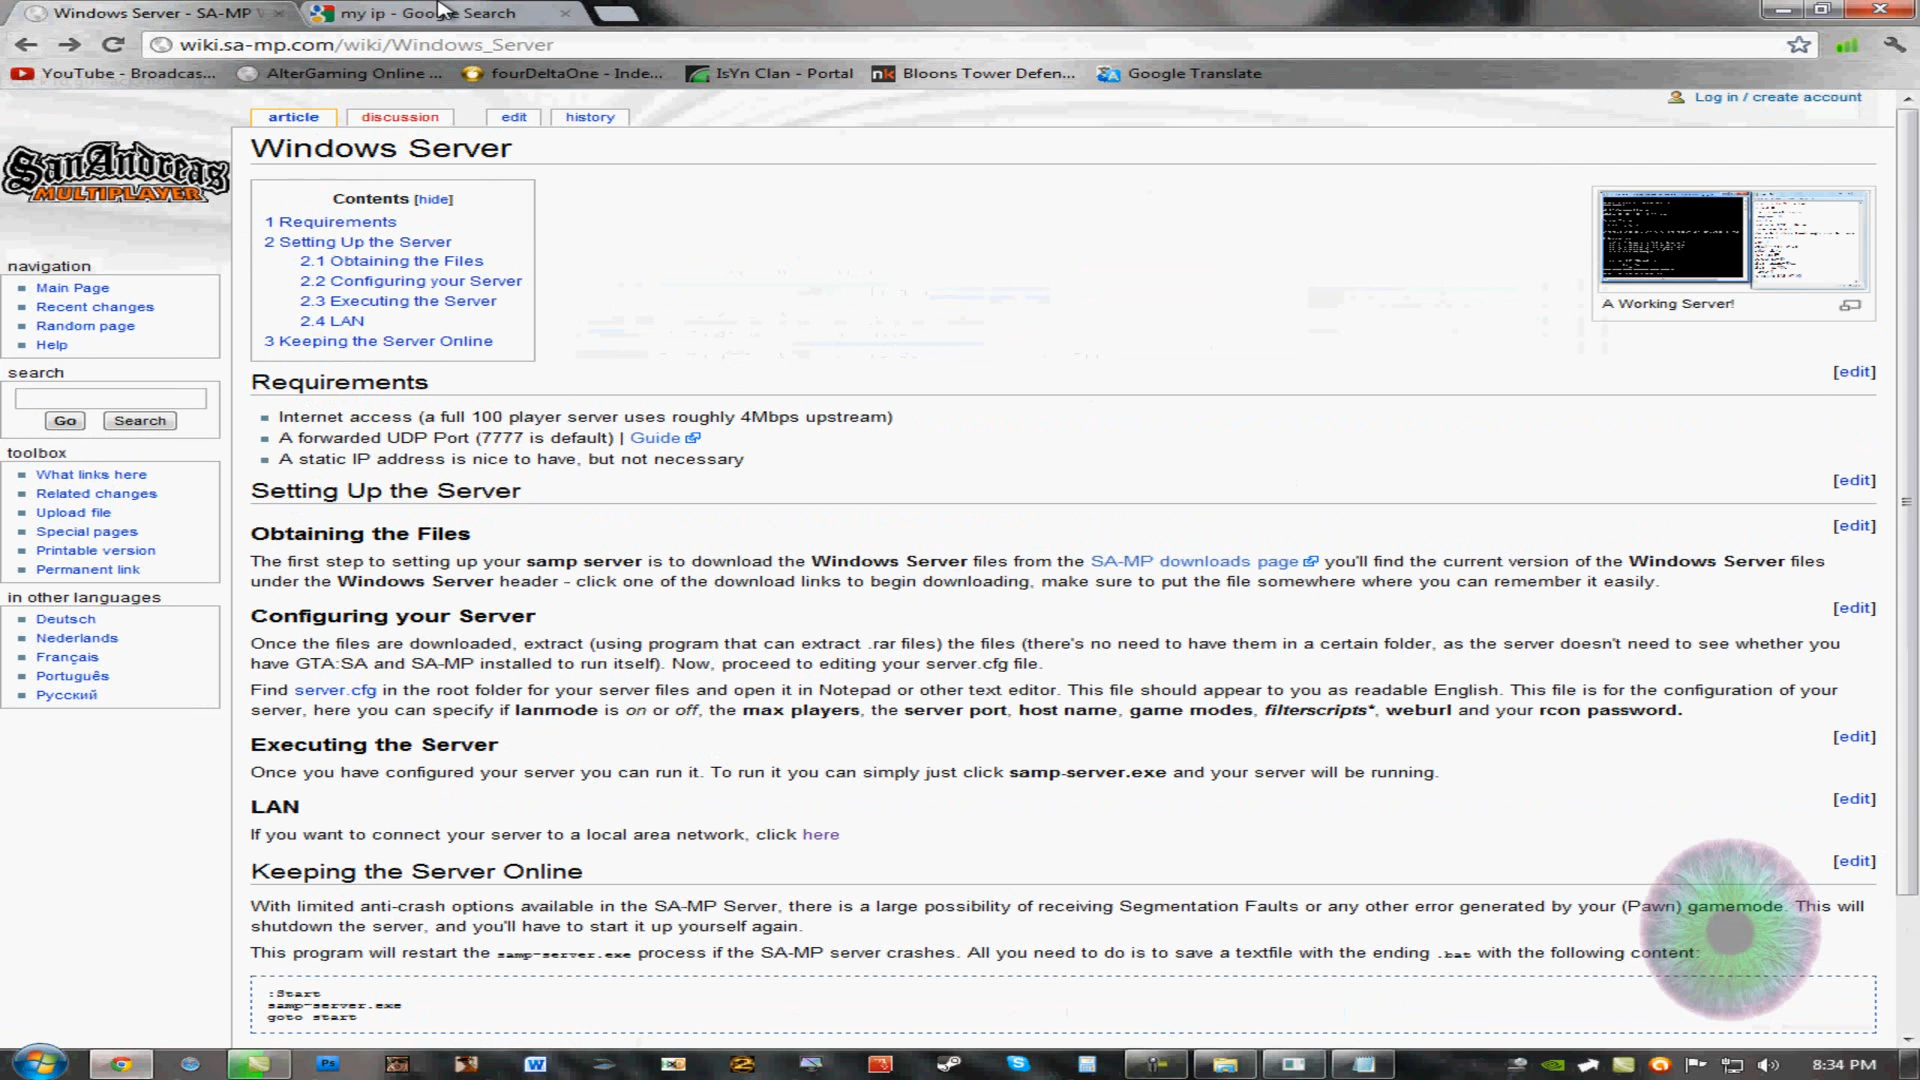 Windows Server - SA-MP
my ip - Google Search
wiki.sa-mp.com/wiki/Windows_Server
YouTube - Broadcas...
AlterGaming Online ...
fourDeltaOne - Inde...
IsYn Clan - Portal
nk Bloons Tower Defen...
Google Translate
Log in / create account
article
discussion
edit
history
SanAndreas
MULTIPLAYER
Windows Server
Contents [hide]
1 Requirements
2 Setting Up the Server
2.1 Obtaining the Files
2.2 Configuring your Server
2.3 Executing the Server
2.4 LAN
3 Keeping the Server Online
A Working Server!
navigation
Main Page
Recent changes
Random page
Help
search
Go
Search
toolbox
What links here
Related changes
Upload file
Special pages
Printable version
Permanent link
in other languages
Deutsch
Nederlands
Français
Português
Русский
Requirements
[edit]
Internet access (a full 100 player server uses roughly 4Mbps upstream)
A forwarded UDP Port (7777 is default) | Guide
A static IP address is nice to have, but not necessary
Setting Up the Server
[edit]
Obtaining the Files
[edit]
The first step to setting up your samp server is to download the Windows Server files from the SA-MP downloads page you'll find the current version of the Windows Server files
under the Windows Server header - click one of the download links to begin downloading, make sure to put the file somewhere where you can remember it easily.
Configuring your Server
[edit]
Once the files are downloaded, extract (using program that can extract .rar files) the files (there's no need to have them in a certain folder, as the server doesn't need to see whether you
have GTA:SA and SA-MP installed to run itself). Now, proceed to editing your server.cfg file.
Find server.cfg in the root folder for your server files and open it in Notepad or other text editor. This file should appear to you as readable English. This file is for the configuration of your
server, here you can specify if lanmode is on or off, the max players, the server port, host name, game modes, filterscripts*, weburl and your rcon password.
Executing the Server
[edit]
Once you have configured your server you can run it. To run it you can simply just click samp-server.exe and your server will be running.
LAN
[edit]
If you want to connect your server to a local area network, click here
Keeping the Server Online
[edit]
With limited anti-crash options available in the SA-MP Server, there is a large possibility of receiving Segmentation Faults or any other error generated by your (Pawn) gamemode. This will
shutdown the server, and you'll have to start it up yourself again.
This program will restart the samp-server.exe process if the SA-MP server crashes. All you need to do is to save a textfile with the ending .bat with the following content:
:Start
samp-server.exe
goto start
Ps
W
8:34 PM